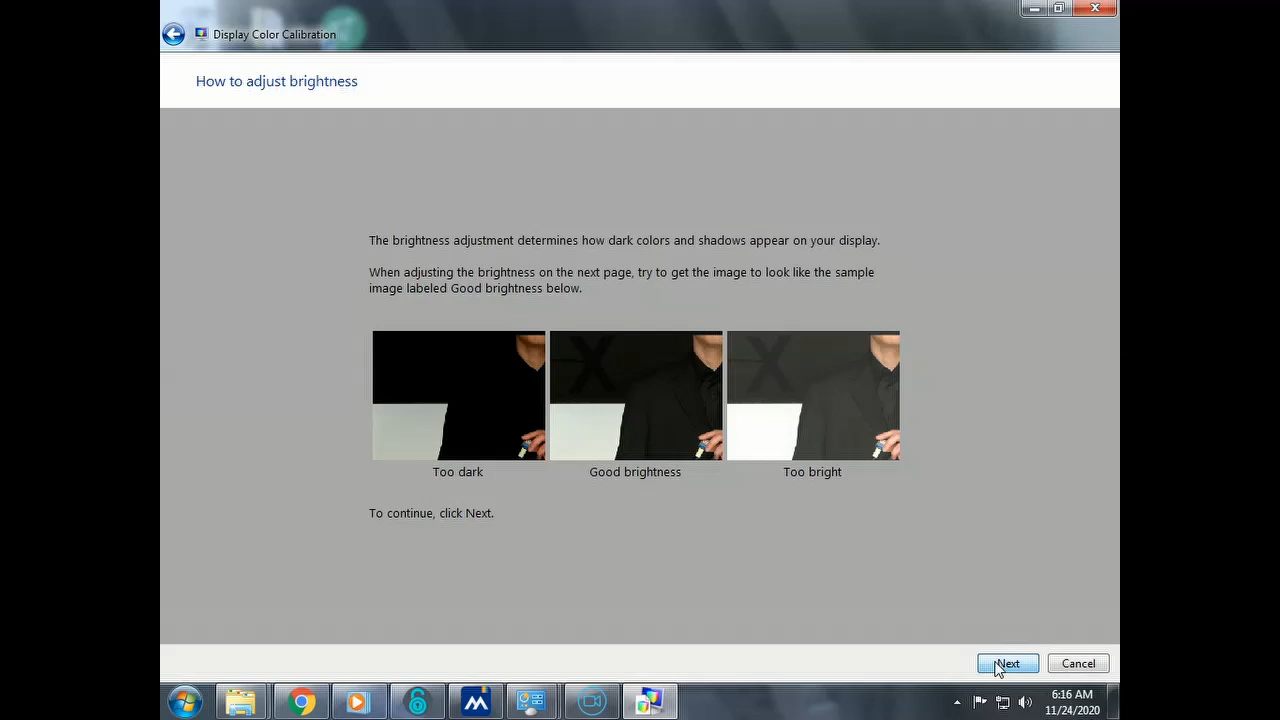 Display Color Calibration
How to adjust brightness
The brightness adjustment determines how dark colors and shadows appear on your display.
When adjusting the brightness on the next page, try to get the image to look like the sample
image labeled Good brightness below.
X X
Too dark Good brightness Too bright
To continue, click Next.
Next Cancel
6:16 AM
11/24/2020